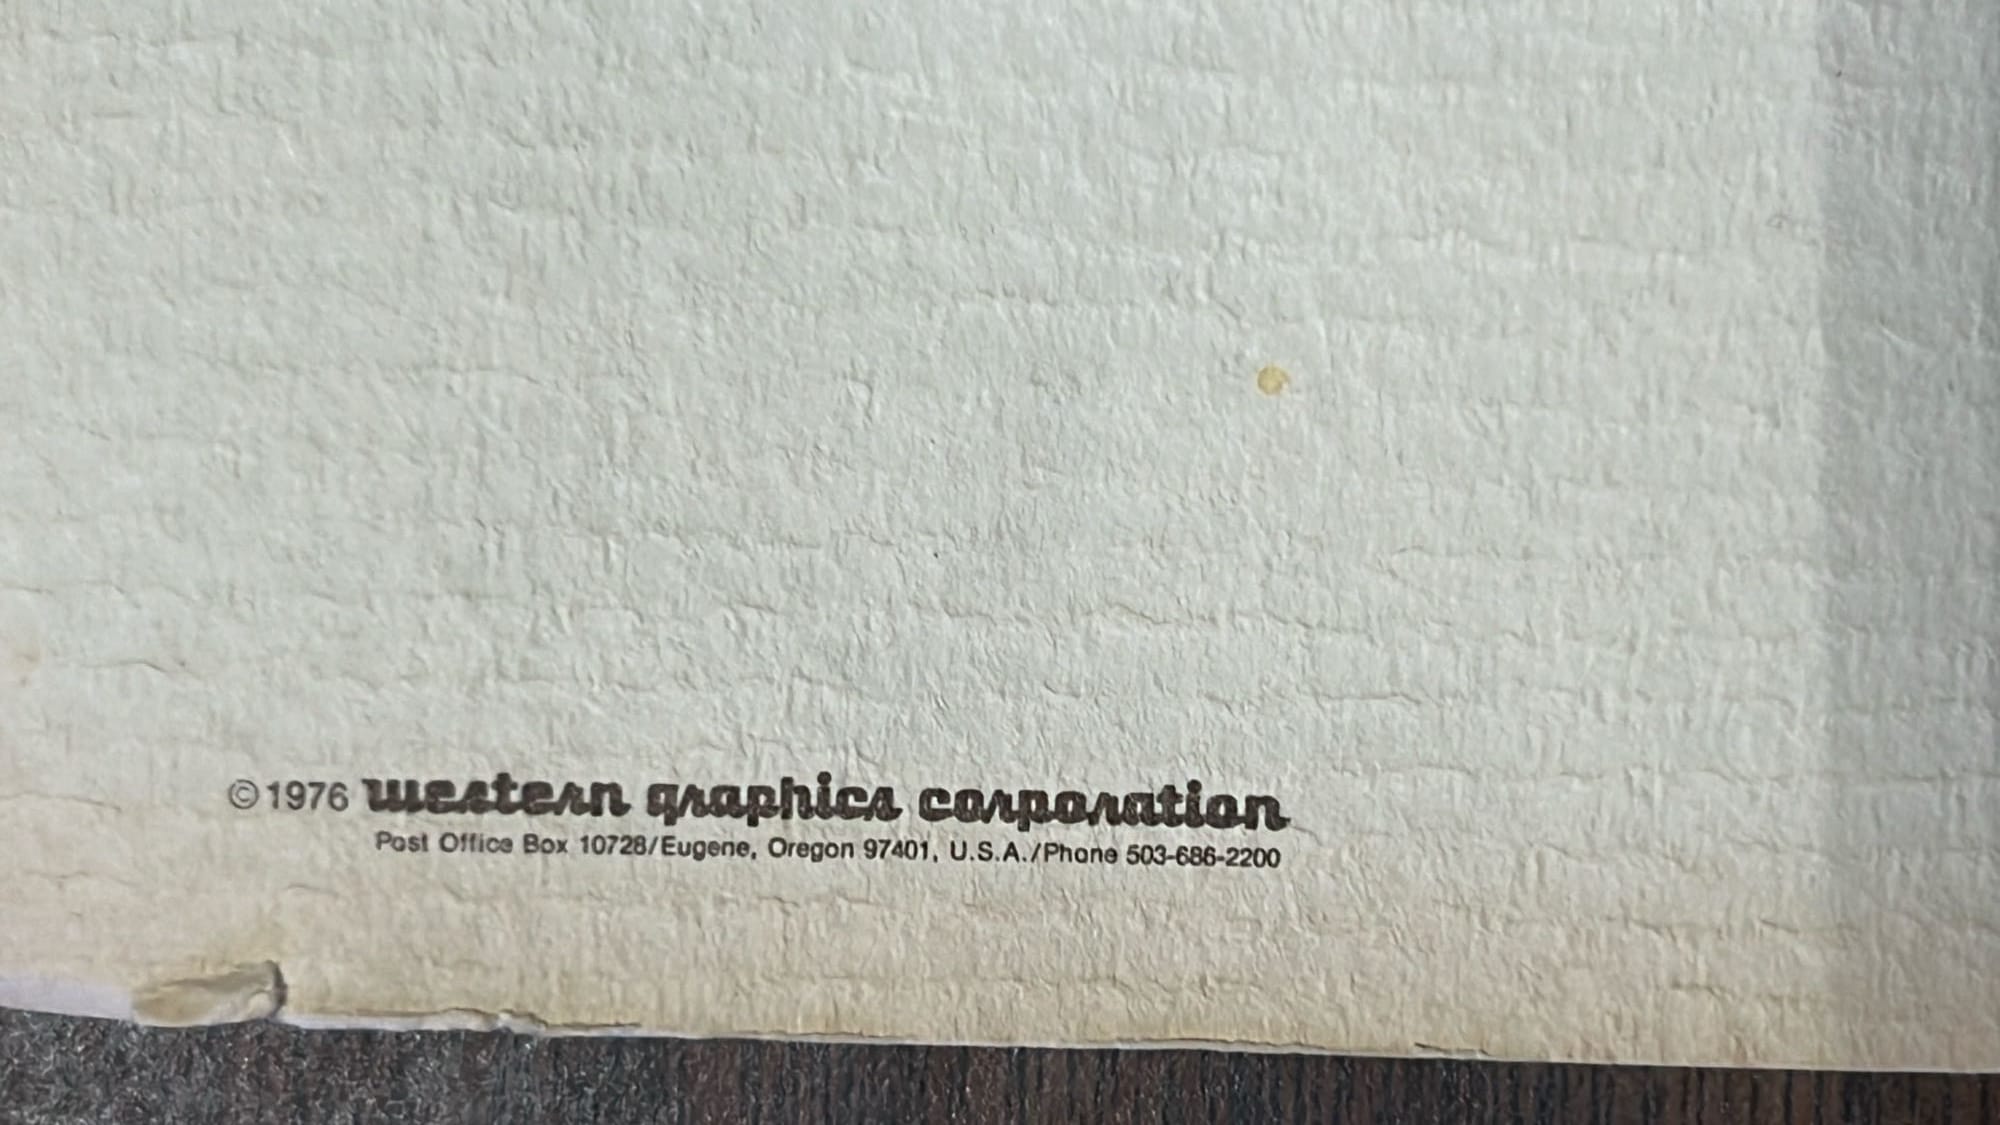 ©1976 western graphics corporation
Post Office Box 10728/Eugene, Oregon 97401, U.S.A./Phone 503-686-2200